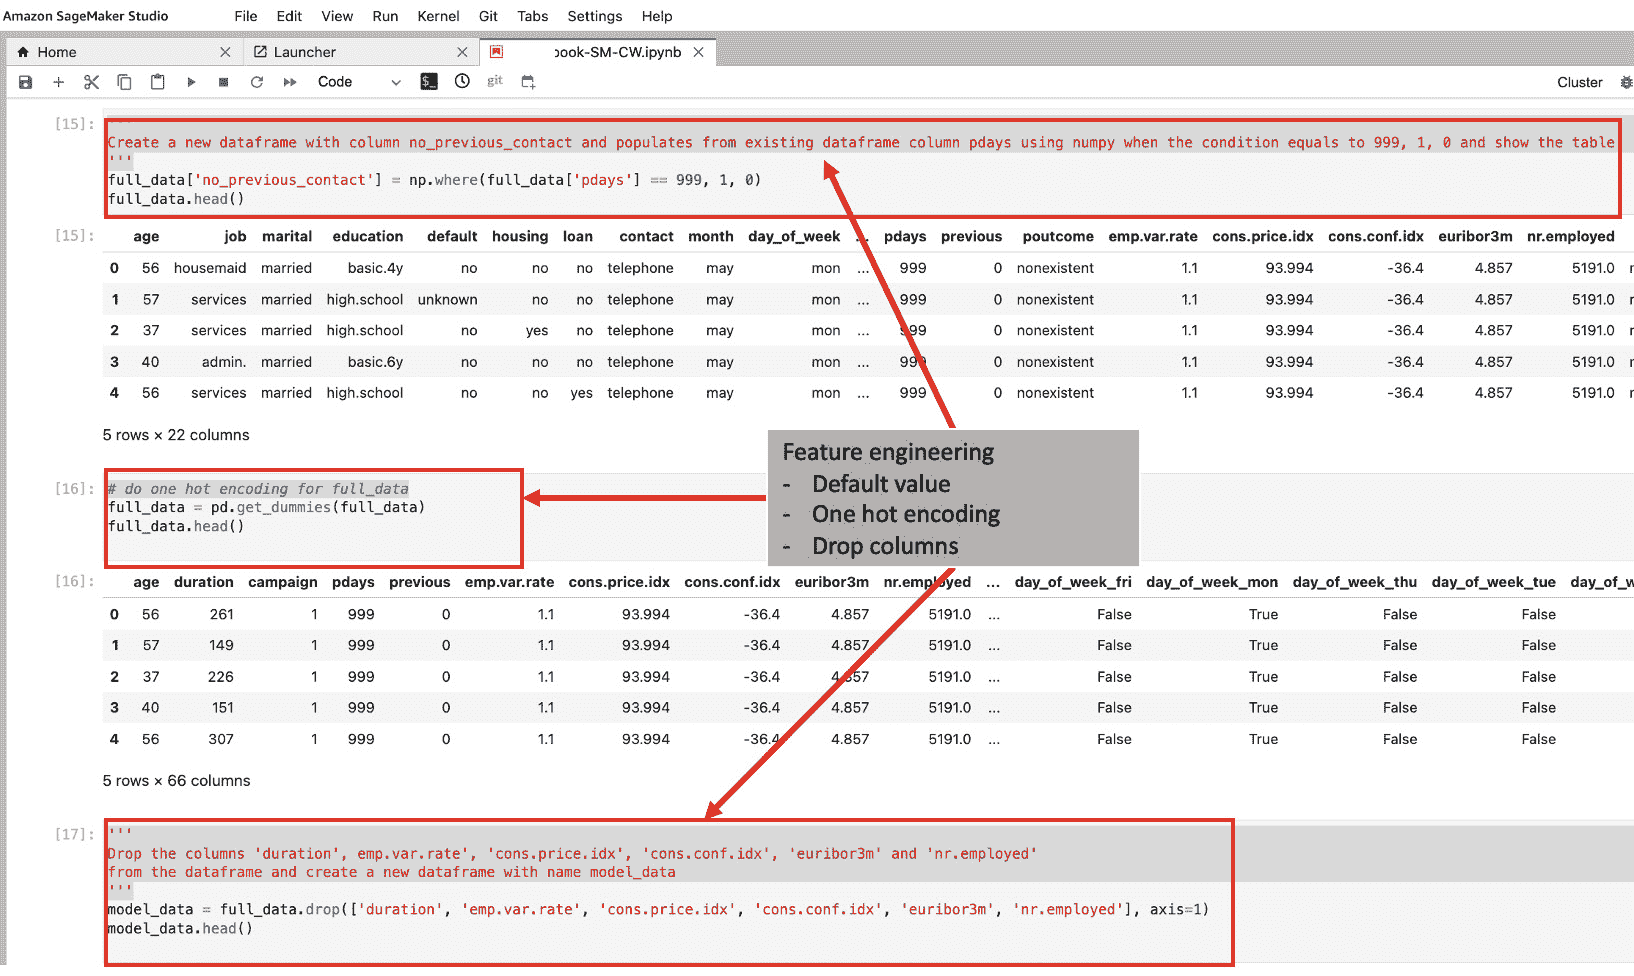 Amazon SageMaker Studio File Edit View Run Kernel Git Tabs Settings Help
Home Launcher book-SM-CW.ipynb
Code git Cluster
[15]: '''
Create a new dataframe with column no_previous_contact and populates from existing dataframe column pdays using numpy when the condition equals to 999, 1, 0 and show the table
'''
full_data['no_previous_contact'] = np.where(full_data['pdays'] == 999, 1, 0)
full_data.head()
[15]: age job marital education default housing loan contact month day_of_week ... pdays previous poutcome emp.var.rate cons.price.idx cons.conf.idx euribor3m nr.employed
0 56 housemaid married basic.4y no no no telephone may mon ... 999 0 nonexistent 1.1 93.994 -36.4 4.857 5191.0
1 57 services married high.school unknown no no telephone may mon ... 999 0 nonexistent 1.1 93.994 -36.4 4.857 5191.0
2 37 services married high.school no yes no telephone may mon ... 999 0 nonexistent 1.1 93.994 -36.4 4.857 5191.0
3 40 admin. married basic.6y no no no telephone may mon ... 999 0 nonexistent 1.1 93.994 -36.4 4.857 5191.0
4 56 services married high.school no no yes telephone may mon ... 999 0 nonexistent 1.1 93.994 -36.4 4.857 5191.0
5 rows × 22 columns
Feature engineering
- Default value
- One hot encoding
- Drop columns
[16]: # do one hot encoding for full_data
full_data = pd.get_dummies(full_data)
full_data.head()
[16]: age duration campaign pdays previous emp.var.rate cons.price.idx cons.conf.idx euribor3m nr.employed ... day_of_week_fri day_of_week_mon day_of_week_thu day_of_week_tue day_of_w
0 56 261 1 999 0 1.1 93.994 -36.4 4.857 5191.0 ... False True False False
1 57 149 1 999 0 1.1 93.994 -36.4 4.857 5191.0 ... False True False False
2 37 226 1 999 0 1.1 93.994 -36.4 4.857 5191.0 ... False True False False
3 40 151 1 999 0 1.1 93.994 -36.4 4.857 5191.0 ... False True False False
4 56 307 1 999 0 1.1 93.994 -36.4 4.857 5191.0 ... False True False False
5 rows × 66 columns
[17]: '''
Drop the columns 'duration', emp.var.rate', 'cons.price.idx', 'cons.conf.idx', 'euribor3m' and 'nr.employed'
from the dataframe and create a new dataframe with name model_data
'''
model_data = full_data.drop(['duration', 'emp.var.rate', 'cons.price.idx', 'cons.conf.idx', 'euribor3m', 'nr.employed'], axis=1)
model_data.head()